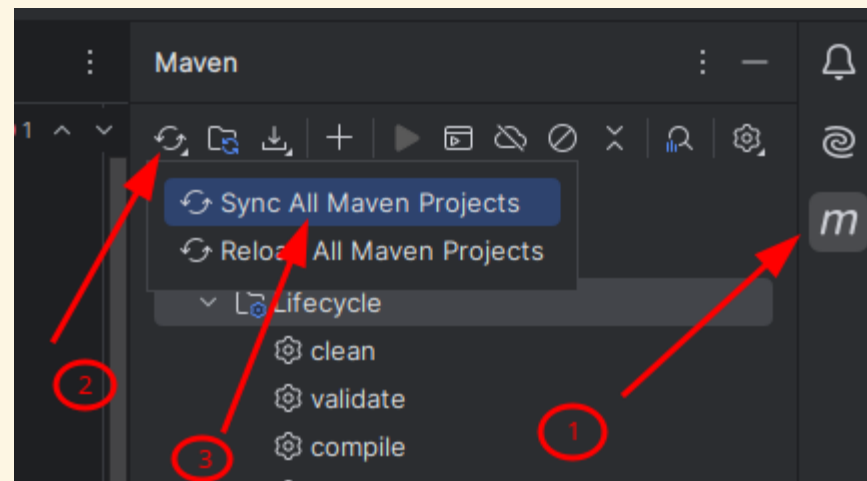 Maven
1
Sync All Maven Projects
m
Reload All Maven Projects
Lifecycle
clean
2
validate
1
compile
3